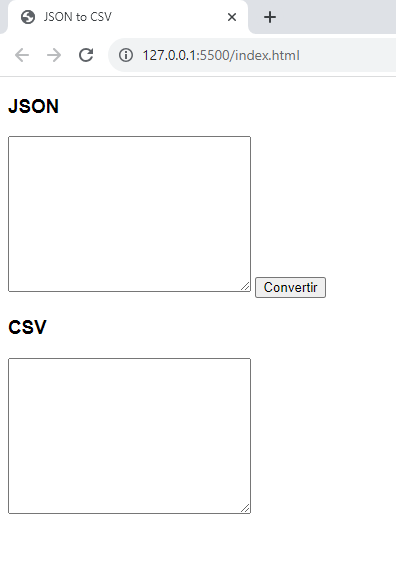 JSON to CSV
127.0.0.1:5500/index.html
JSON
Convertir
CSV